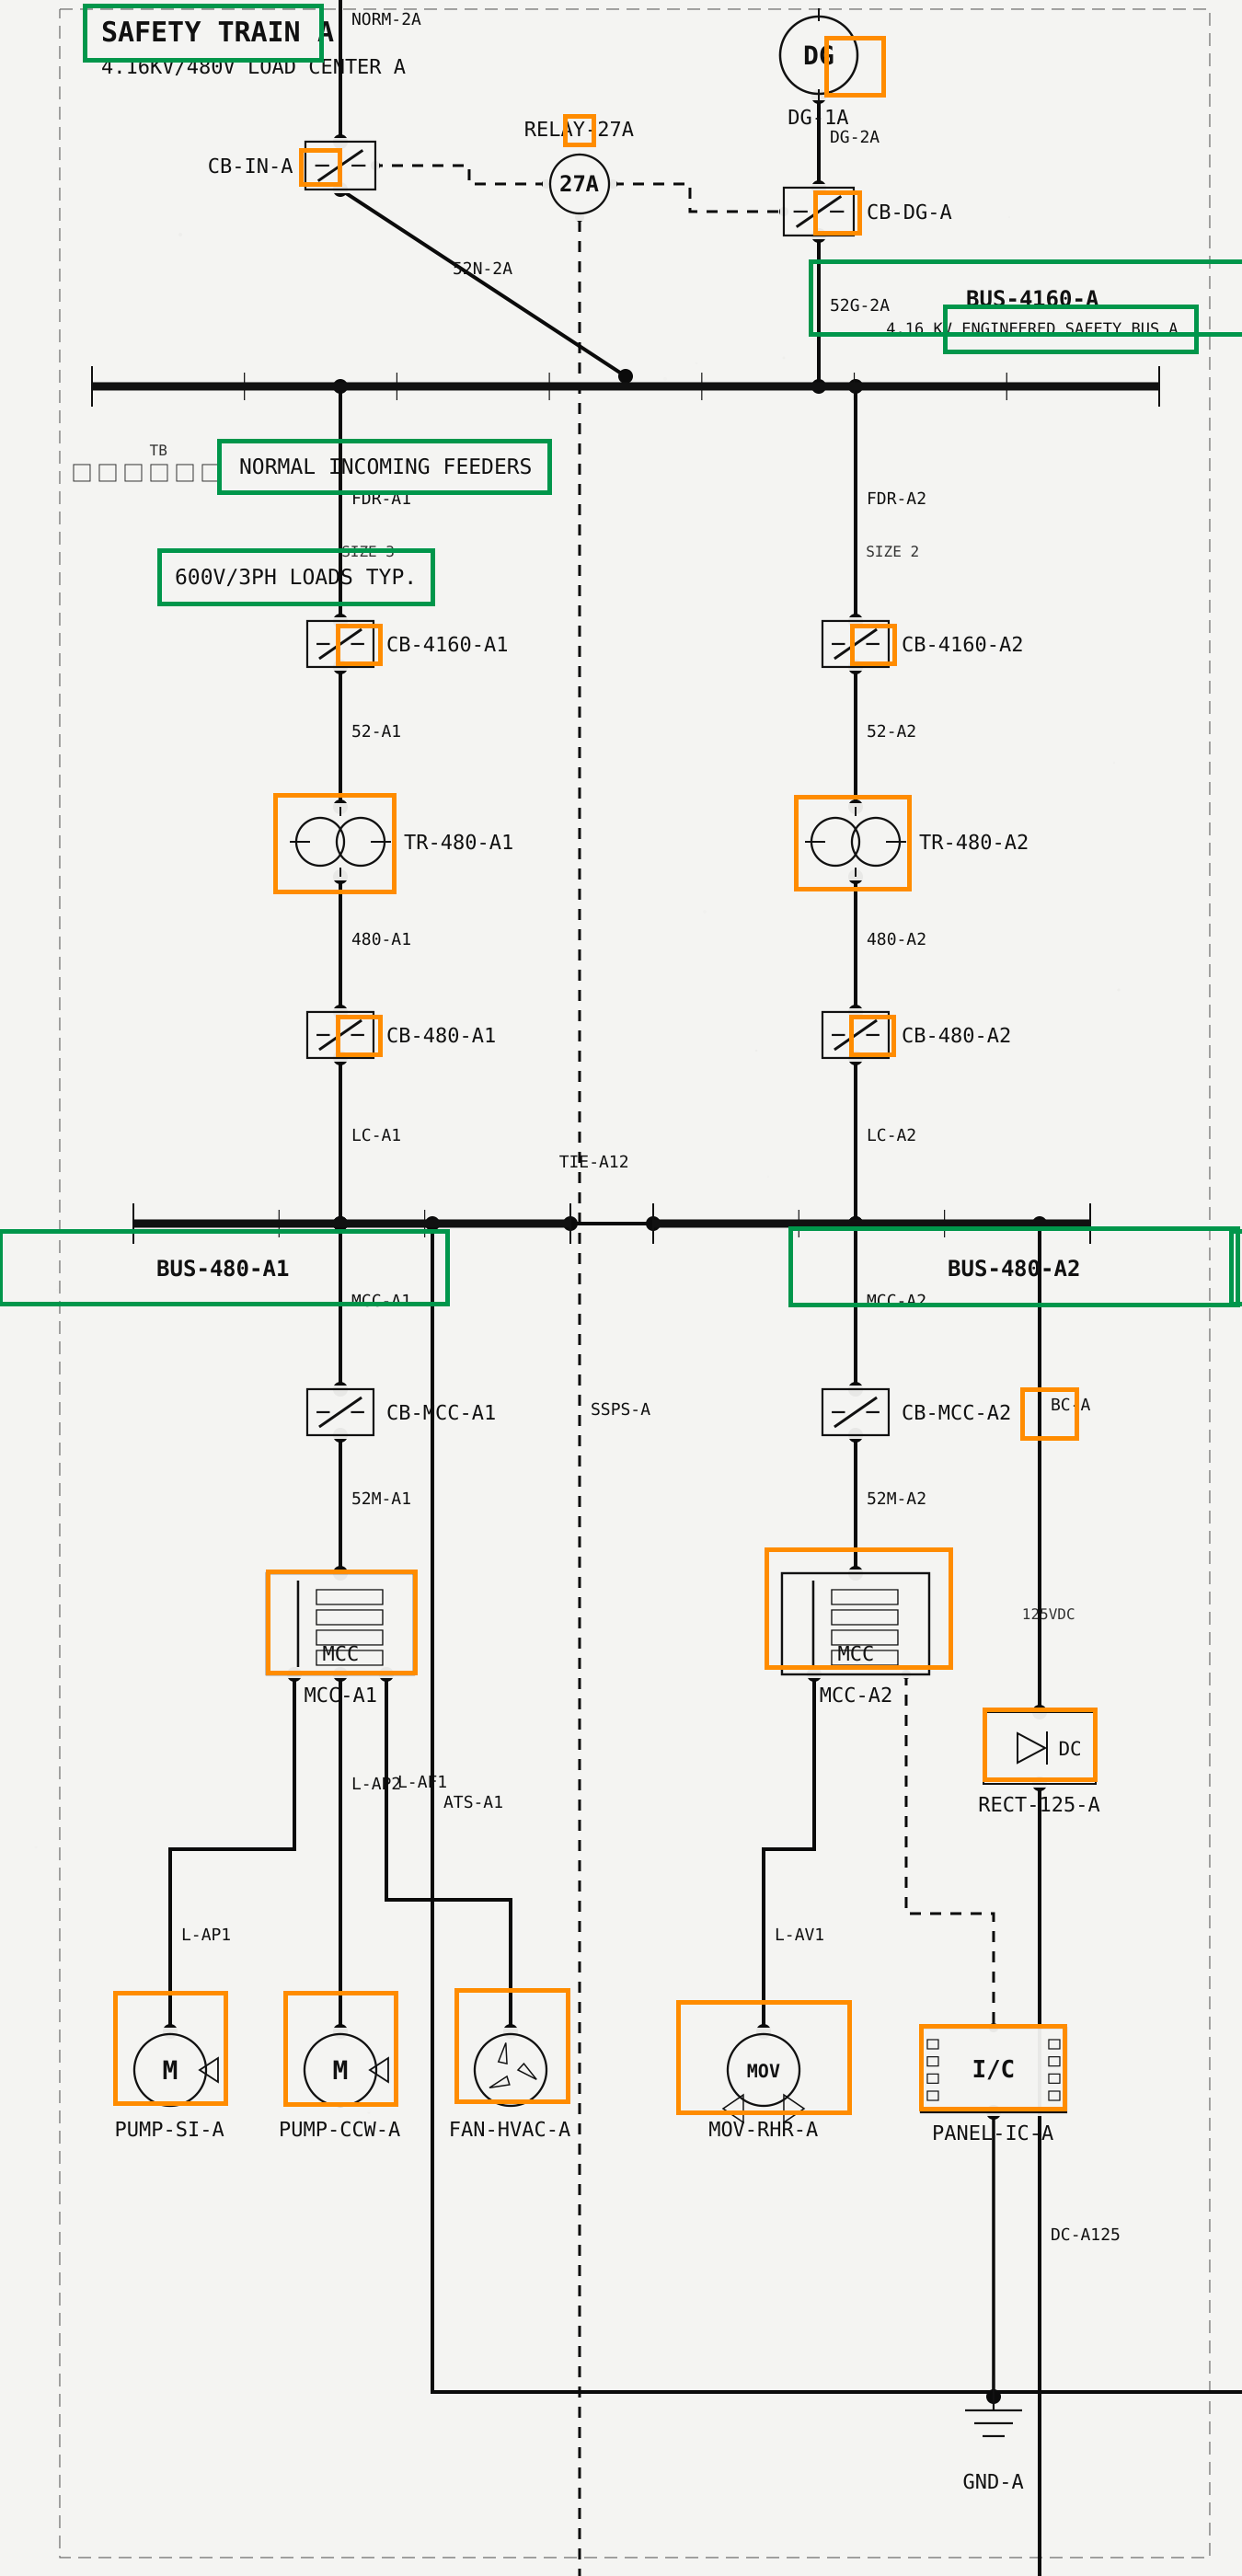 NORM-2A
SAFETY TRAIN A
4.16KV/480V LOAD CENTER A
DG
DG-1A
DG-2A
RELAY-27A
CB-IN-A
27A
CB-DG-A
52N-2A
52G-2A
BUS-4160-A
4.16 KV ENGINEERED SAFETY BUS A
TB
NORMAL INCOMING FEEDERS
FDR-A1
FDR-A2
SIZE 3
SIZE 2
600V/3PH LOADS TYP.
CB-4160-A1
CB-4160-A2
52-A1
52-A2
TR-480-A1
TR-480-A2
480-A1
480-A2
CB-480-A1
CB-480-A2
LC-A1
LC-A2
TIE-A12
BUS-480-A1
BUS-480-A2
MCC-A1
MCC-A2
CB-MCC-A1
SSPS-A
CB-MCC-A2
BC-A
52M-A1
52M-A2
125VDC
MCC
MCC
MCC-A1
MCC-A2
DC
RECT-125-A
L-AP2
L-AF1
ATS-A1
L-AP1
L-AV1
M
M
MOV
I/C
PUMP-SI-A
PUMP-CCW-A
FAN-HVAC-A
MOV-RHR-A
PANEL-IC-A
DC-A125
GND-A